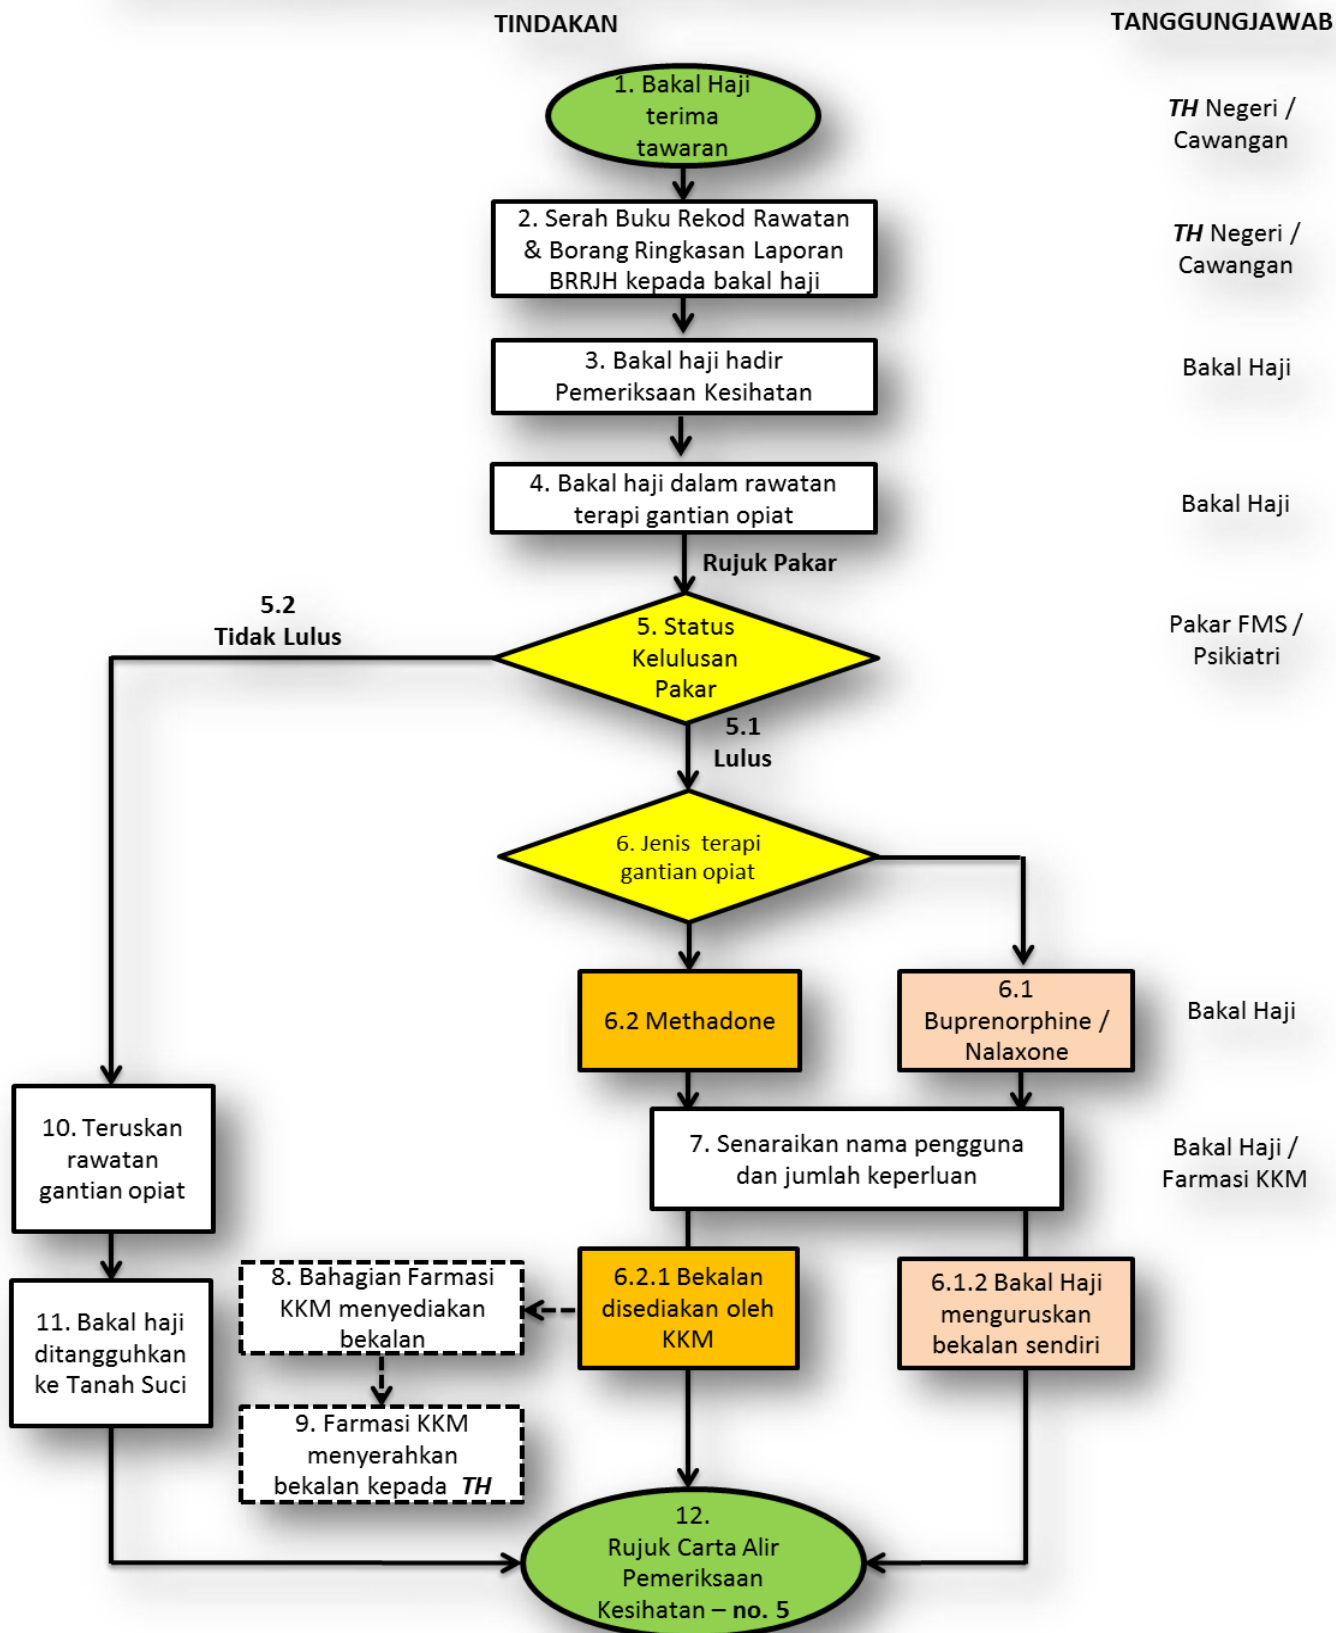 TINDAKAN
TANGGUNGJAWAB
1. Bakal Haji
terima
tawaran
TH Negeri /
Cawangan
2. Serah Buku Rekod Rawatan
& Borang Ringkasan Laporan
BRRJH kepada bakal haji
TH Negeri /
Cawangan
3. Bakal haji hadir
Pemeriksaan Kesihatan
Bakal Haji
4. Bakal haji dalam rawatan
terapi gantian opiat
Bakal Haji
Rujuk Pakar
5.2
Tidak Lulus
5. Status
Kelulusan
Pakar
Pakar FMS /
Psikiatri
5.1
Lulus
6. Jenis terapi
gantian opiat
6.2 Methadone
6.1
Buprenorphine /
Nalaxone
Bakal Haji
10. Teruskan
rawatan
gantian opiat
7. Senaraikan nama pengguna
dan jumlah keperluan
Bakal Haji /
Farmasi KKM
8. Bahagian Farmasi
KKM menyediakan
bekalan
6.2.1 Bekalan
disediakan oleh
KKM
6.1.2 Bakal Haji
menguruskan
bekalan sendiri
11. Bakal haji
ditangguhkan
ke Tanah Suci
9. Farmasi KKM
menyerahkan
bekalan kepada TH
12.
Rujuk Carta Alir
Pemeriksaan
Kesihatan – no. 5